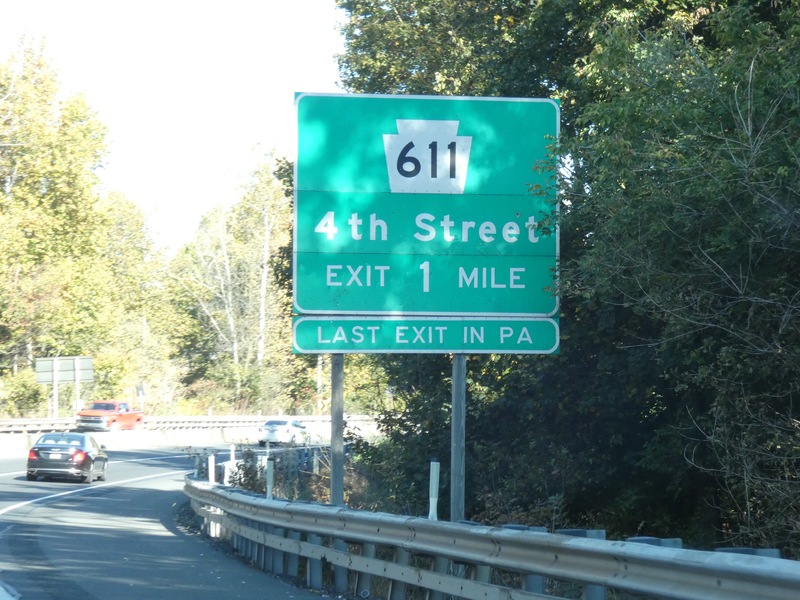 611
4th Street
EXIT 1 MILE
LAST EXIT IN PA